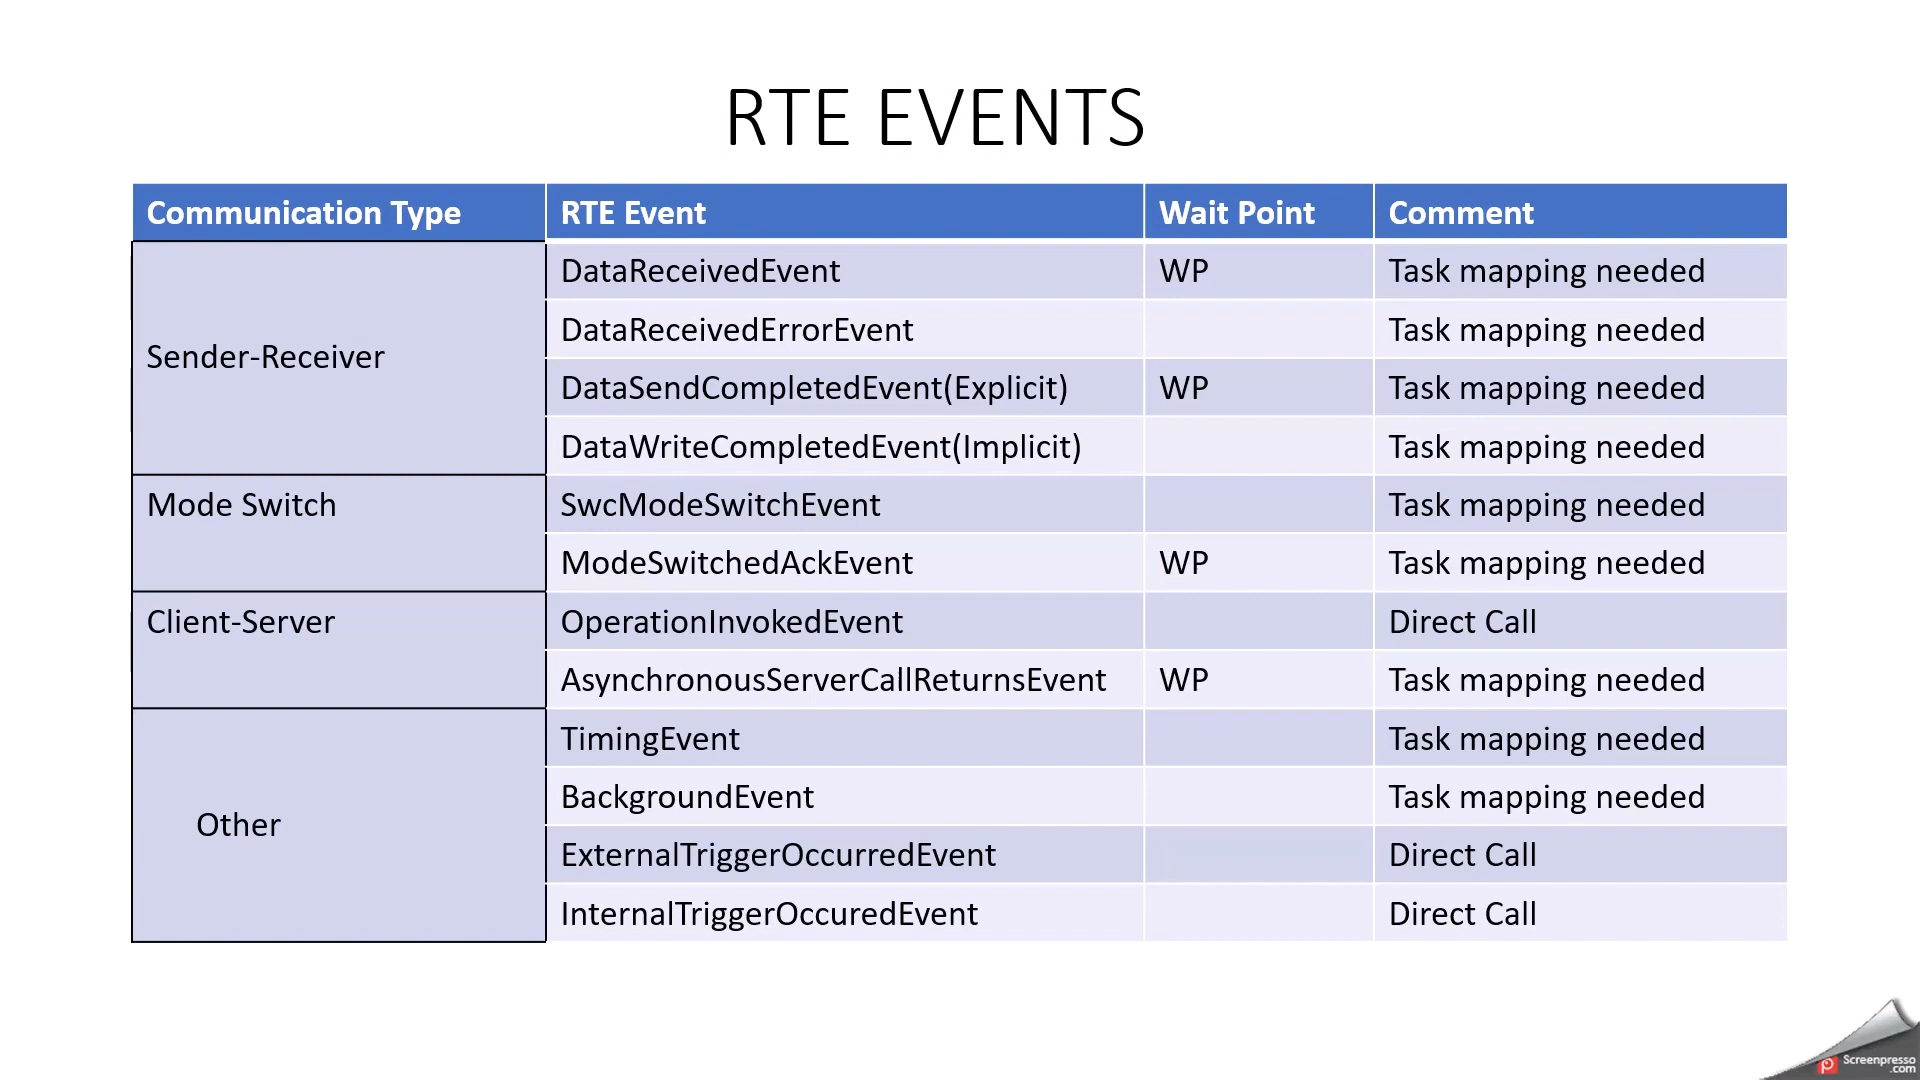 RTE EVENTS
Communication Type RTE Event Wait Point Comment
Sender-Receiver
DataReceivedEvent WP Task mapping needed
DataReceivedErrorEvent Task mapping needed
DataSendCompletedEvent(Explicit) WP Task mapping needed
DataWriteCompletedEvent(Implicit) Task mapping needed
Mode Switch SwcModeSwitchEvent Task mapping needed
ModeSwitchedAckEvent WP Task mapping needed
Client-Server OperationInvokedEvent Direct Call
AsynchronousServerCallReturnsEvent WP Task mapping needed
Other
TimingEvent Task mapping needed
BackgroundEvent Task mapping needed
ExternalTriggerOccurredEvent Direct Call
InternalTriggerOccuredEvent Direct Call
Screenpresso
.com